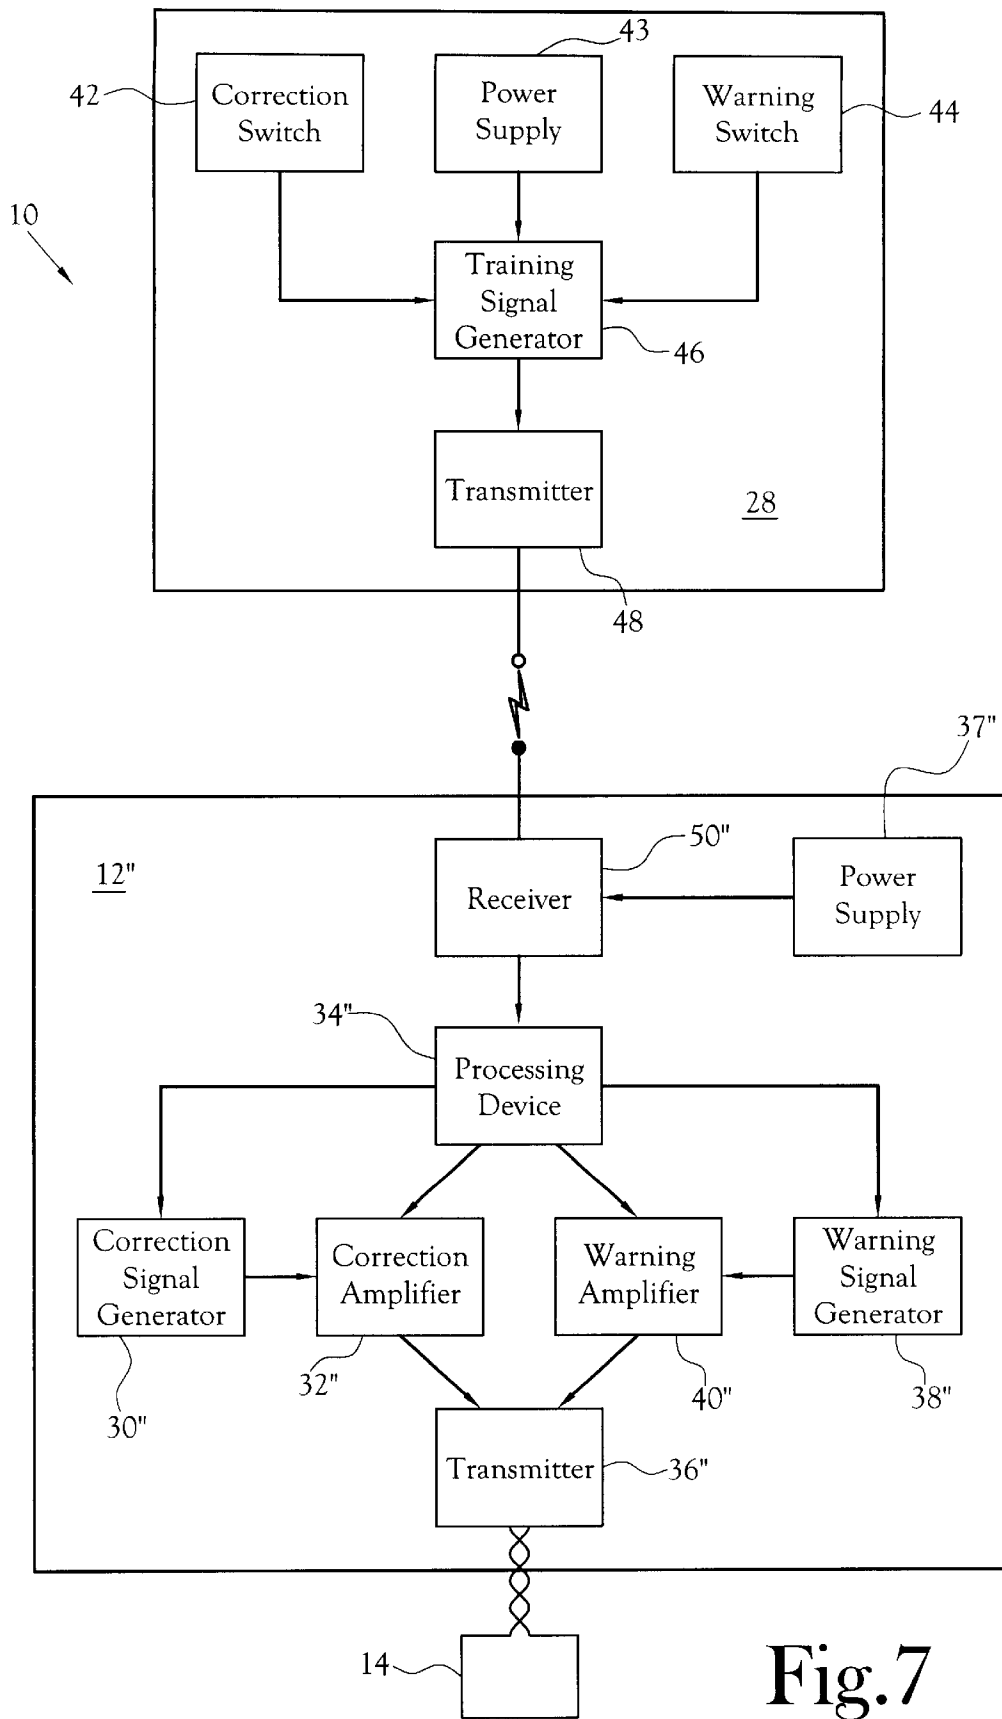 43
42
Correction
Switch
Power
Supply
Warning
Switch
44
10
Training
Signal
Generator
46
Transmitter
28
48
37"
12"
50"
Receiver
Power
Supply
34"
Processing
Device
Correction
Signal
Generator
Correction
Amplifier
Warning
Amplifier
Warning
Signal
Generator
30"
32"
40"
38"
Transmitter
36"
14
Fig.7